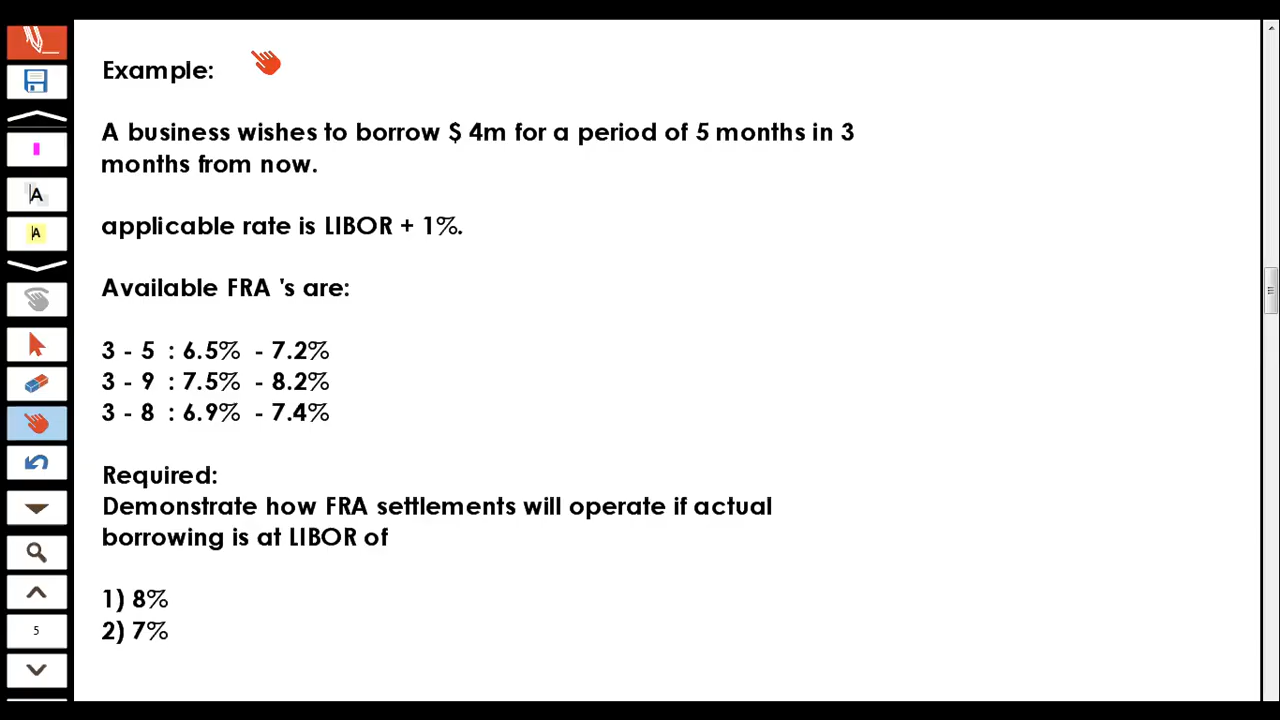 Example:
A business wishes to borrow $ 4m for a period of 5 months in 3
months from now.
applicable rate is LIBOR + 1%.
Available FRA 's are:
3 - 5 : 6.5% - 7.2%
3 - 9 : 7.5% - 8.2%
3 - 8 : 6.9% - 7.4%
Required:
Demonstrate how FRA settlements will operate if actual
borrowing is at LIBOR of
1) 8%
2) 7%
A
A
5